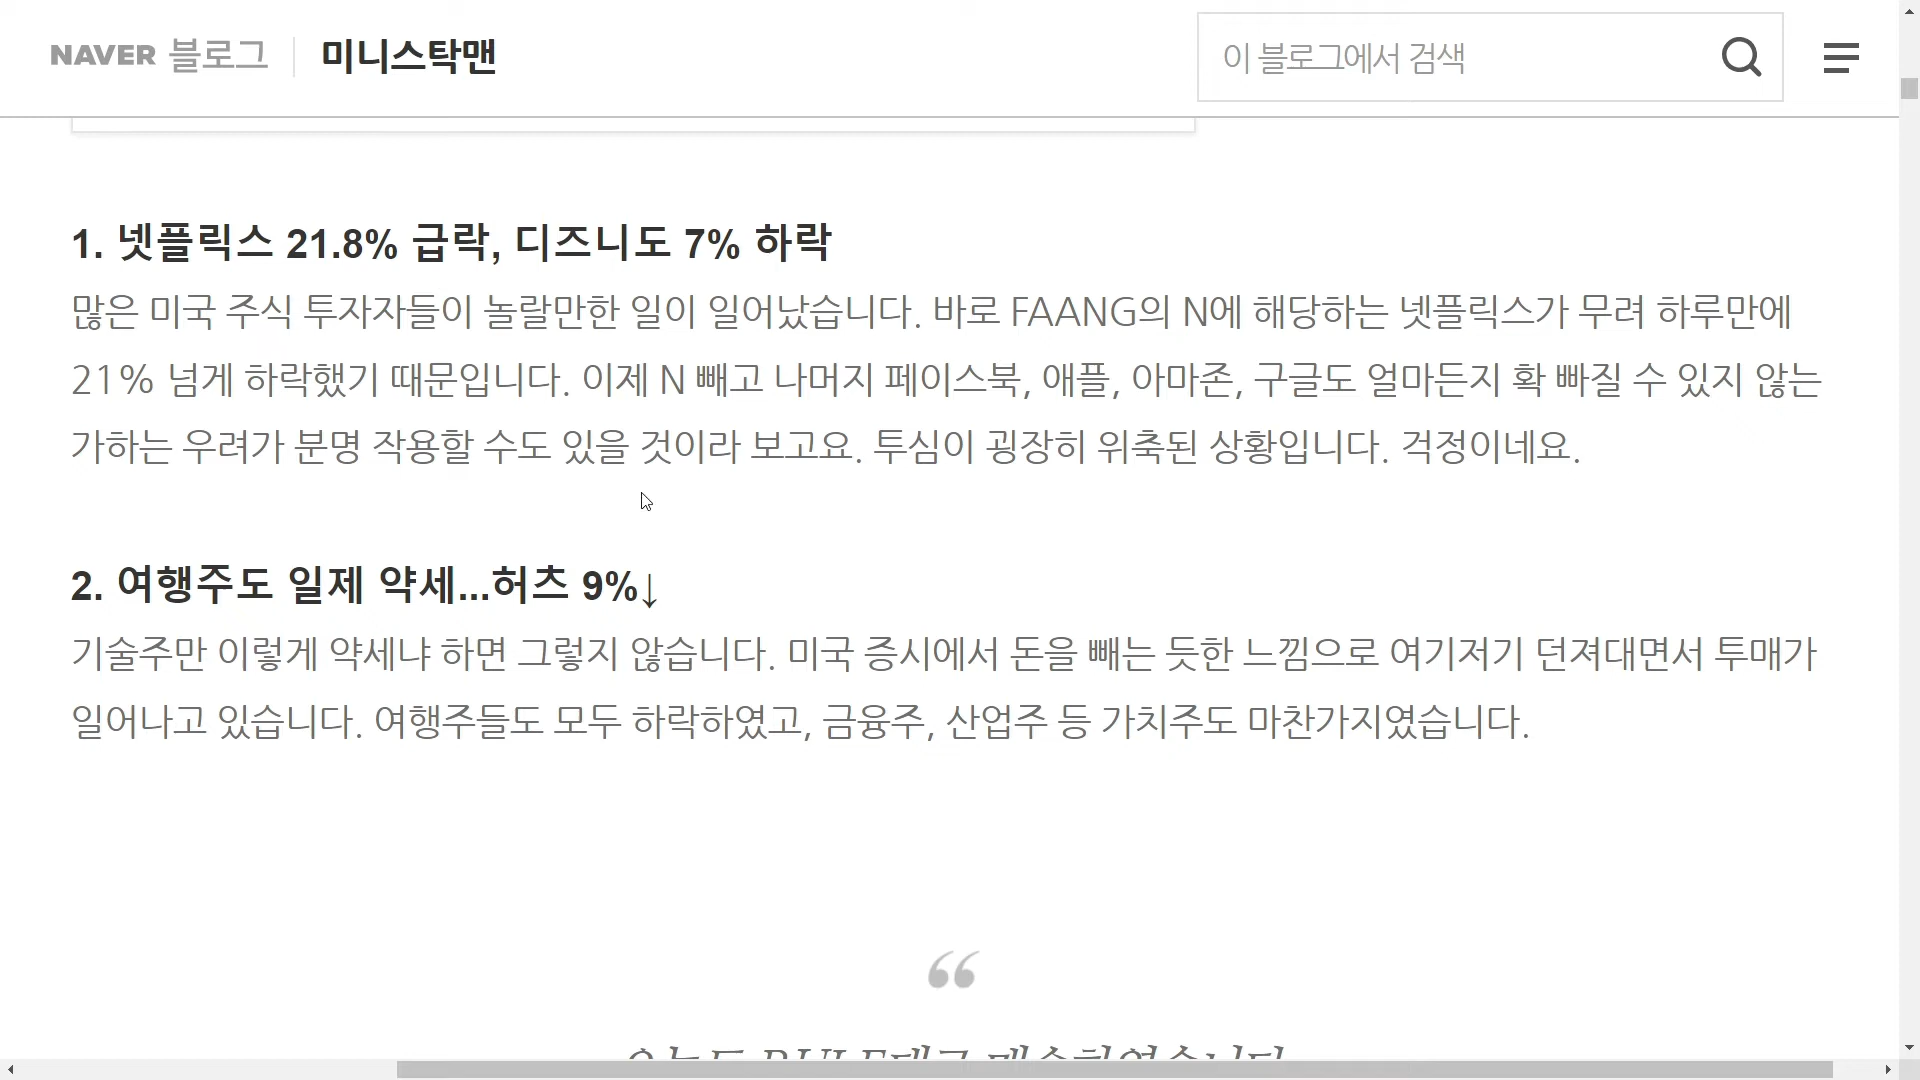 NAVER 블로그 미니스탁맨 이 블로그에서 검색
1. 넷플릭스 21.8% 급락, 디즈니도 7% 하락
많은 미국 주식 투자자들이 놀랄만한 일이 일어났습니다. 바로 FAANG의 N에 해당하는 넷플릭스가 무려 하루만에
21% 넘게 하락했기 때문입니다. 이제 N 빼고 나머지 페이스북, 애플, 아마존, 구글도 얼마든지 확 빠질 수 있지 않는
가하는 우려가 분명 작용할 수도 있을 것이라 보고요. 투심이 굉장히 위축된 상황입니다. 걱정이네요.
2. 여행주도 일제 약세...허츠 9%↓
기술주만 이렇게 약세냐 하면 그렇지 않습니다. 미국 증시에서 돈을 빼는 듯한 느낌으로 여기저기 던져대면서 투매가
일어나고 있습니다. 여행주들도 모두 하락하였고, 금융주, 산업주 등 가치주도 마찬가지였습니다.
“